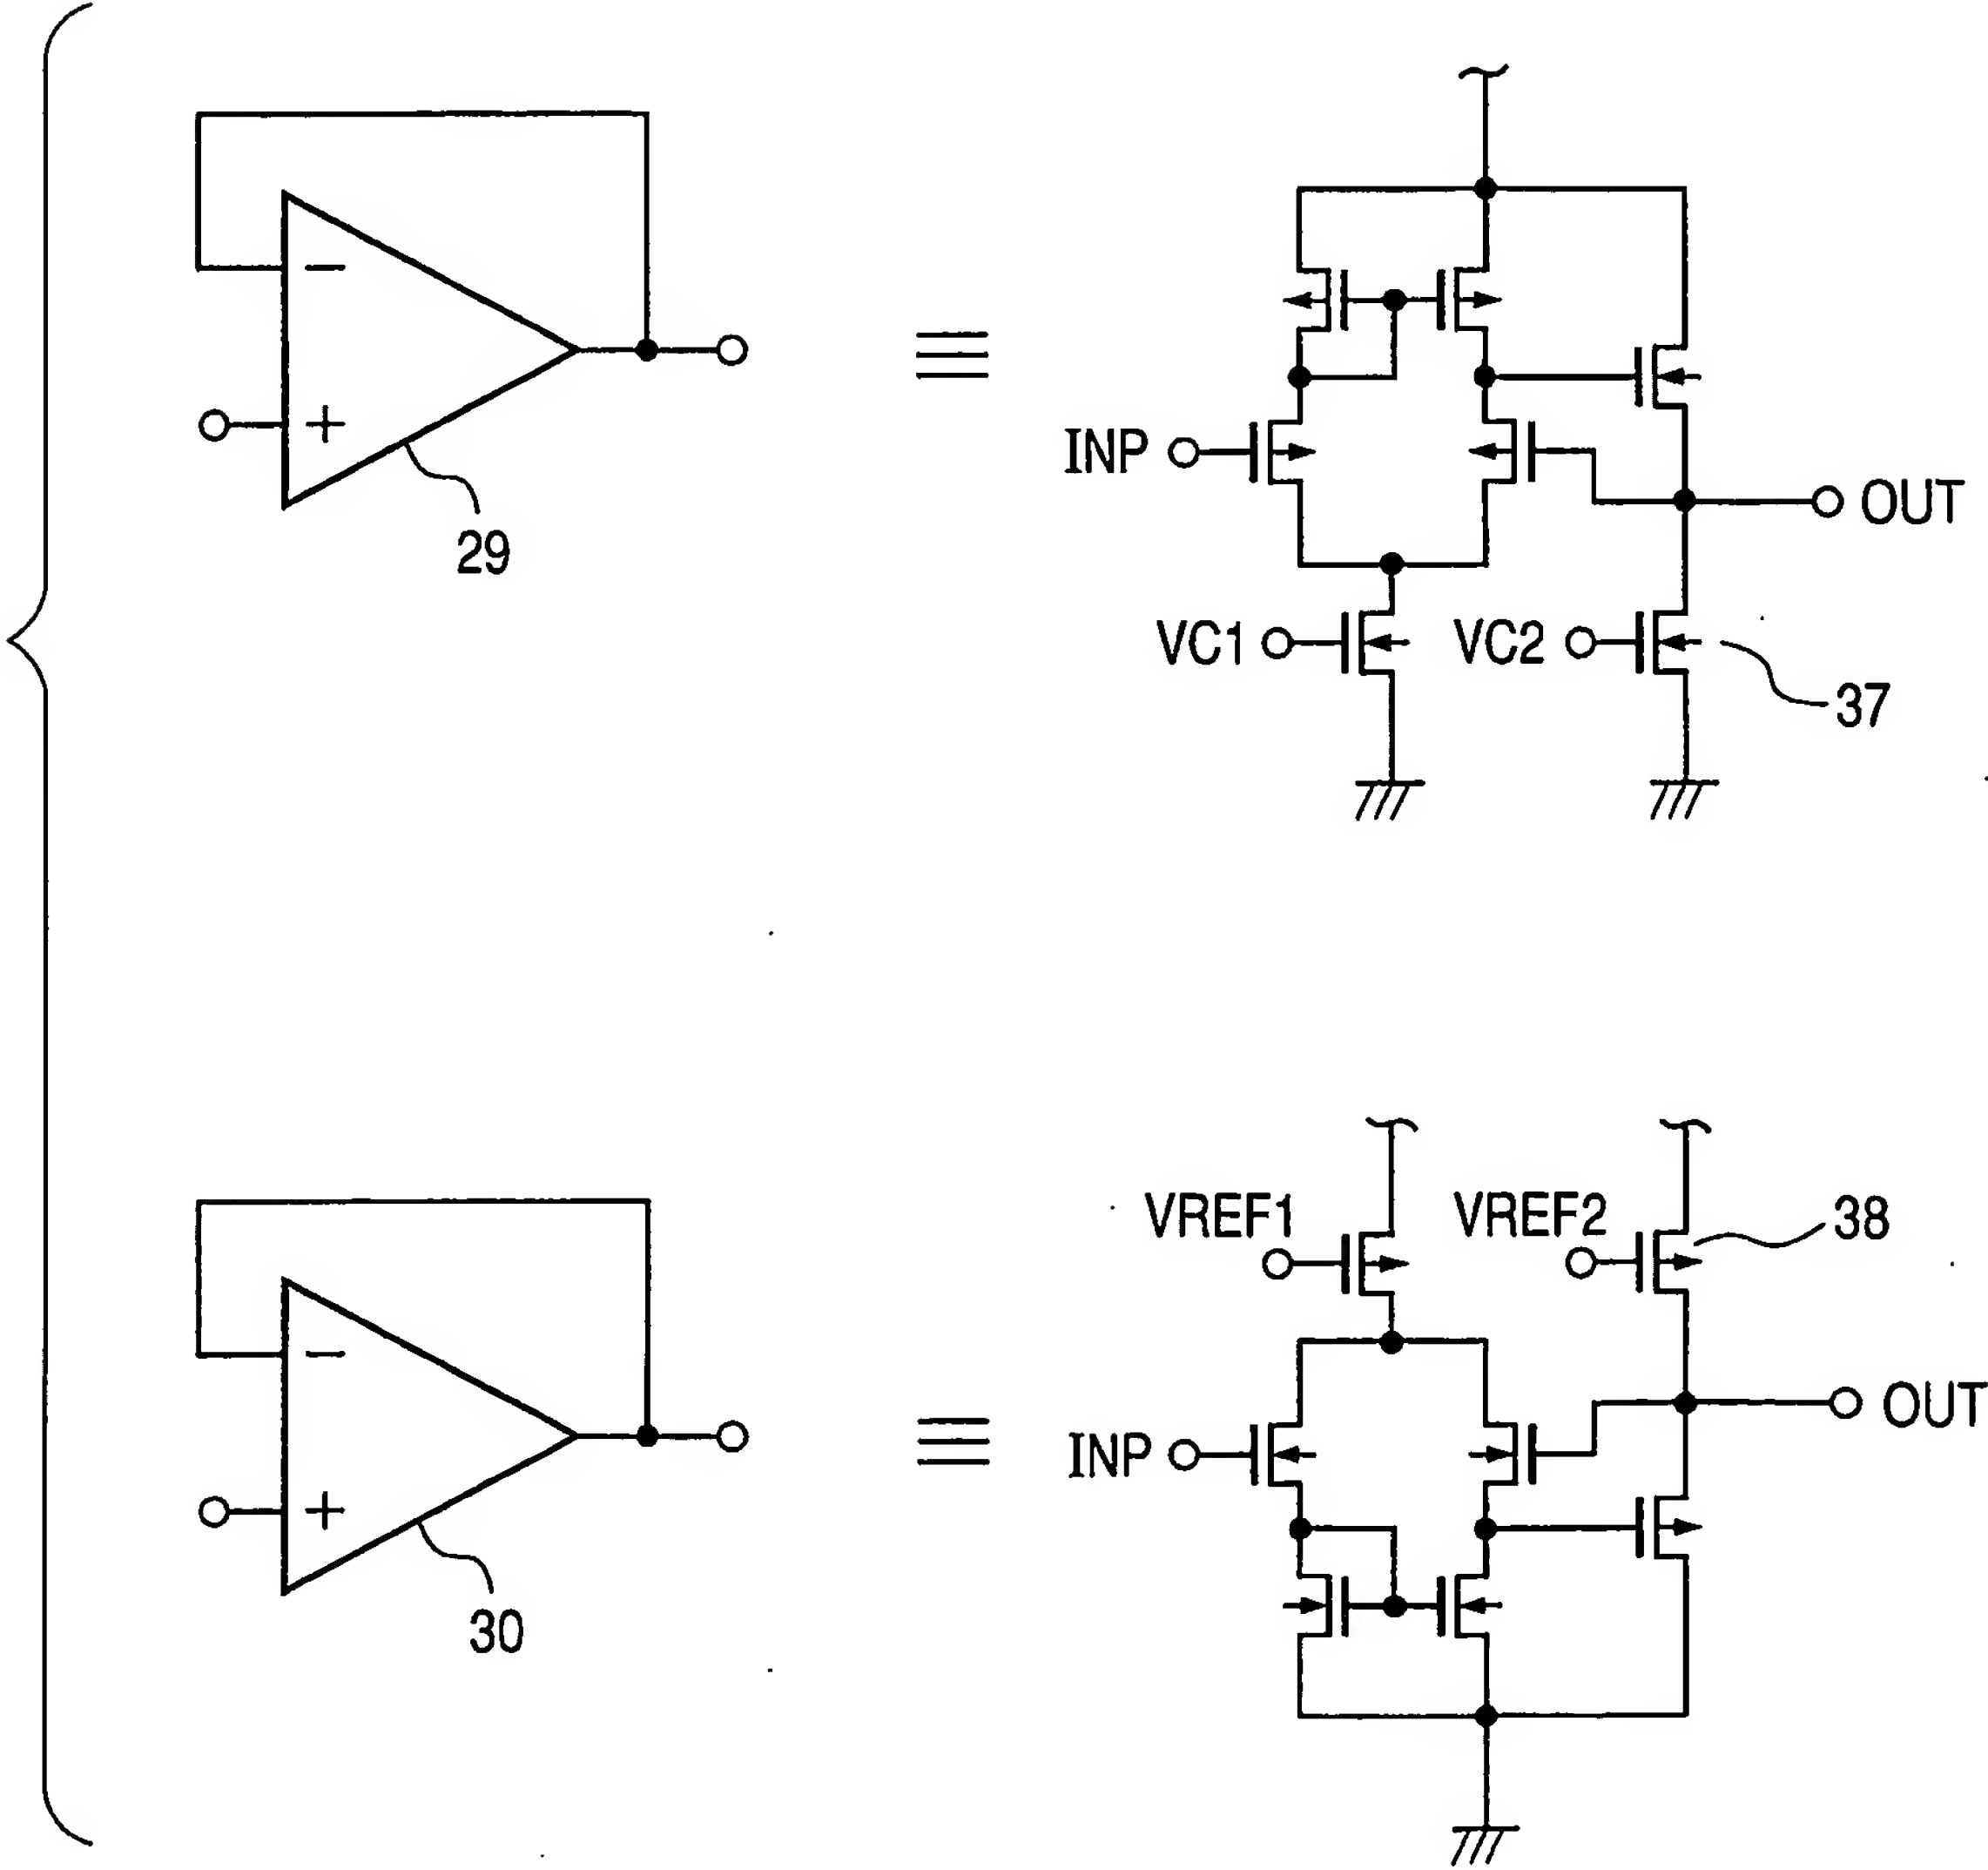 −
+
29
INP
OUT
VC1
VC2
37
VREF1
VREF2
38
−
+
30
INP
OUT